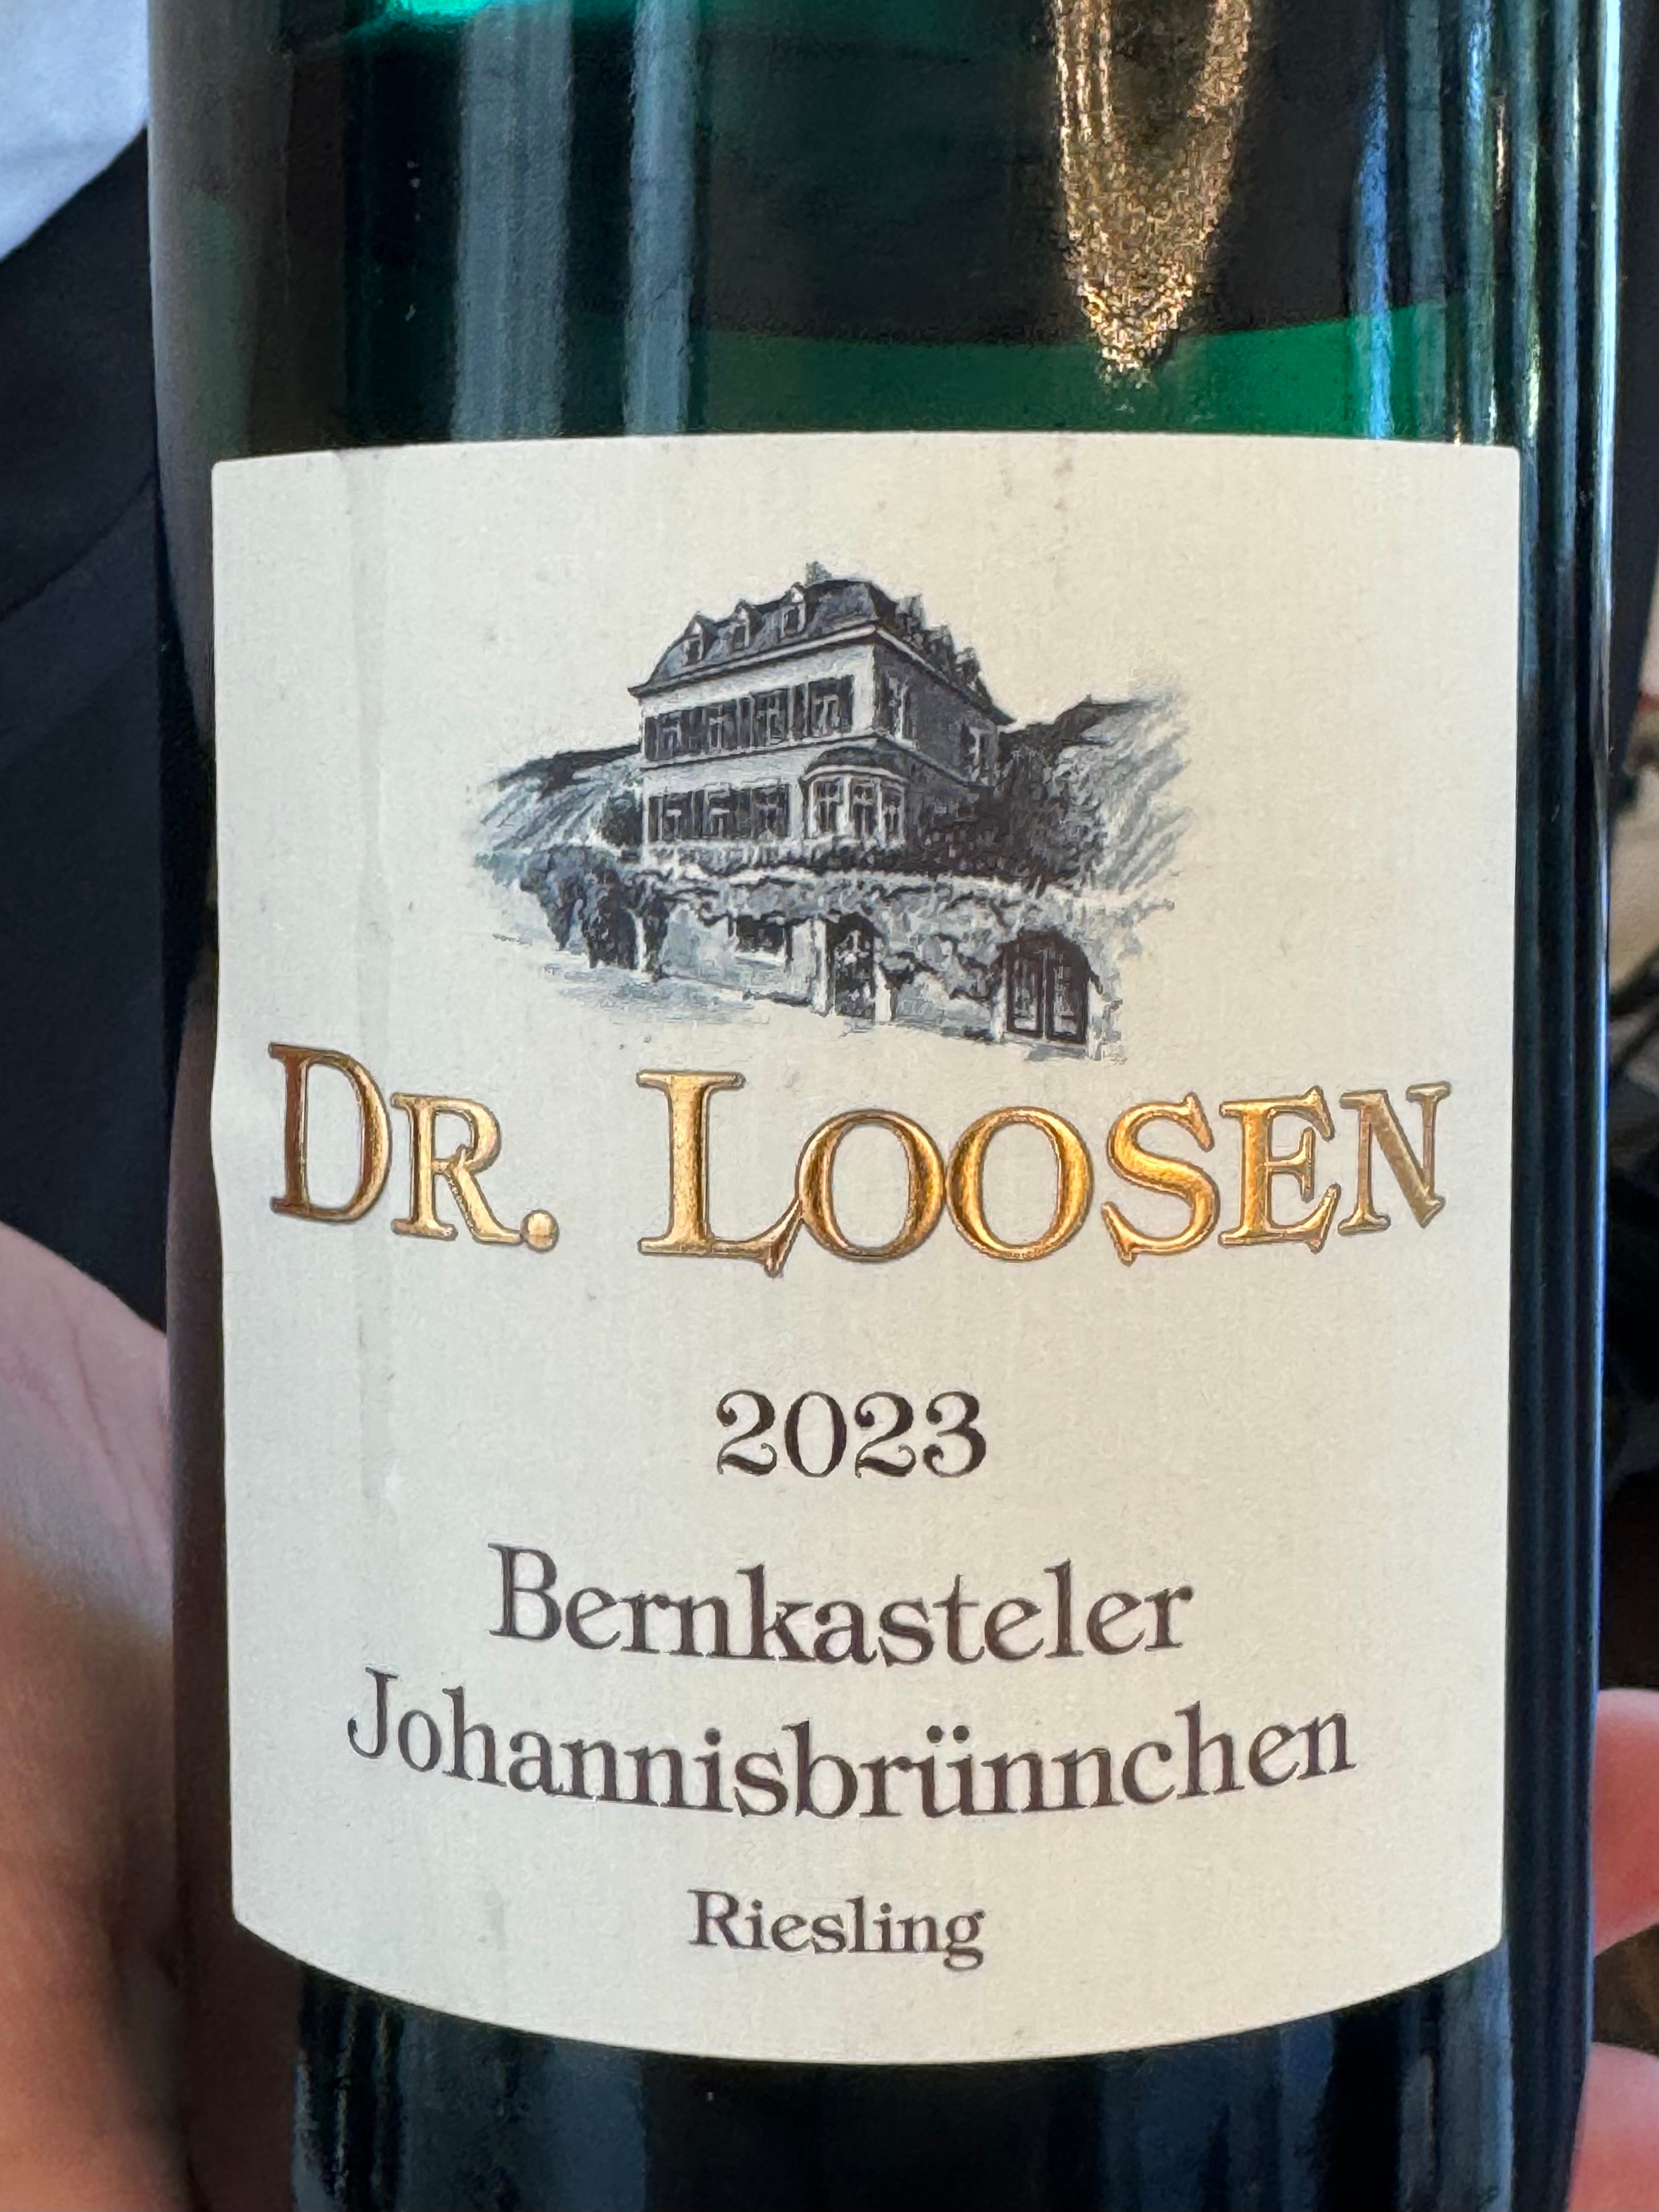 DR. LOOSEN
2023
Bernkasteler
Johannisbrünnchen
Riesling